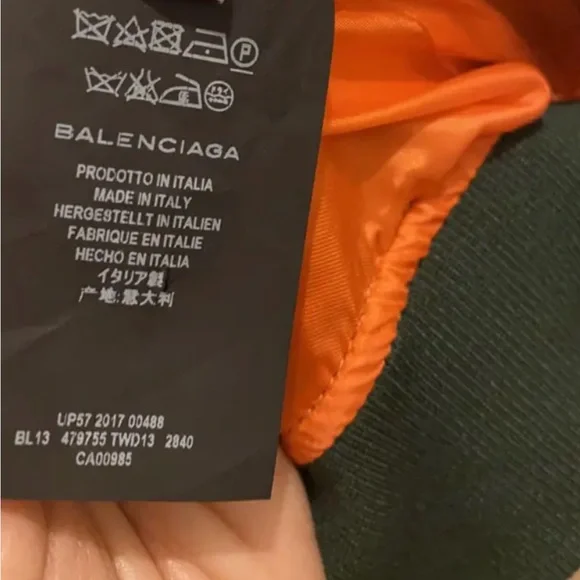 P
BALENCIAGA
PRODOTTO IN ITALIA
MADE IN ITALY
HERGESTELLT IN ITALIEN
FABRIQUE EN ITALIE
HECHO EN ITALIA
イタリア製
产地:意大利
UP57 2017 00488
BL13 479755 TWD13 2840
CA00985